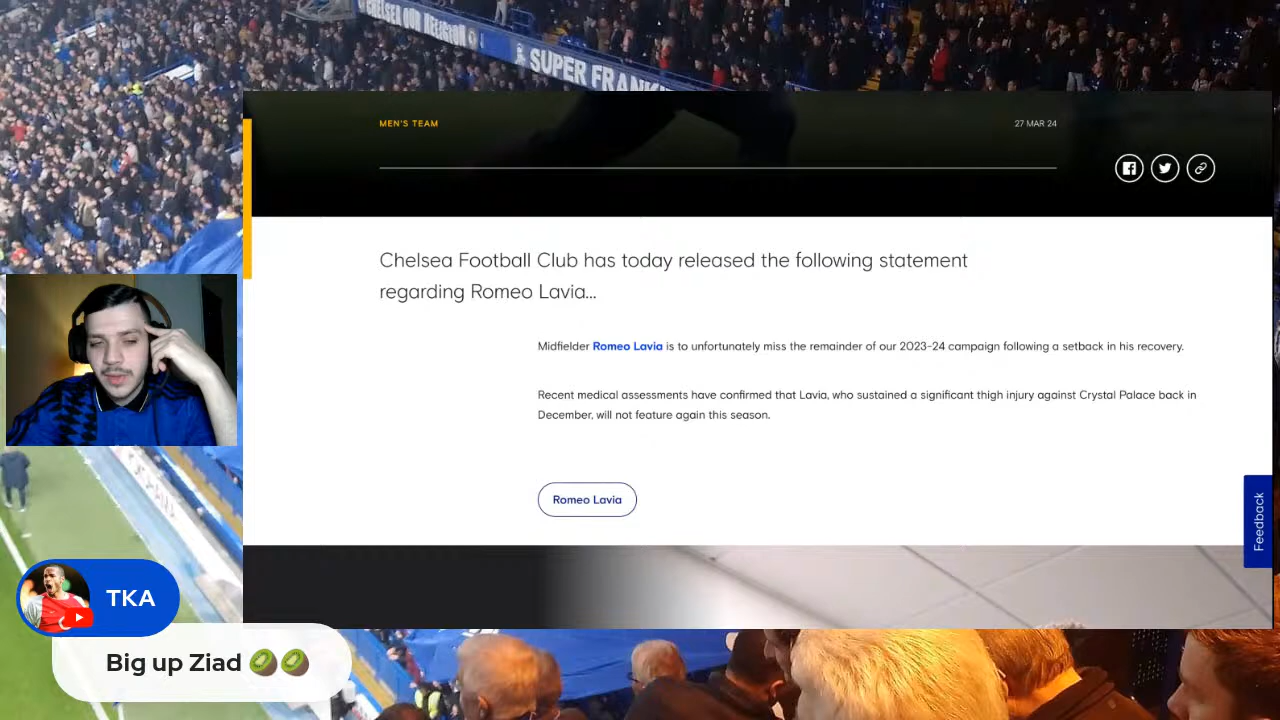 CHELSEA OUR RELIGION
SUPER FRANK
MEN'S TEAM
27 MAR 24
Chelsea Football Club has today released the following statement
regarding Romeo Lavia...
Midfielder Romeo Lavia is to unfortunately miss the remainder of our 2023-24 campaign following a setback in his recovery.
Recent medical assessments have confirmed that Lavia, who sustained a significant thigh injury against Crystal Palace back in
December, will not feature again this season.
Romeo Lavia
Feedback
TKA
Big up Ziad 🥝🥝